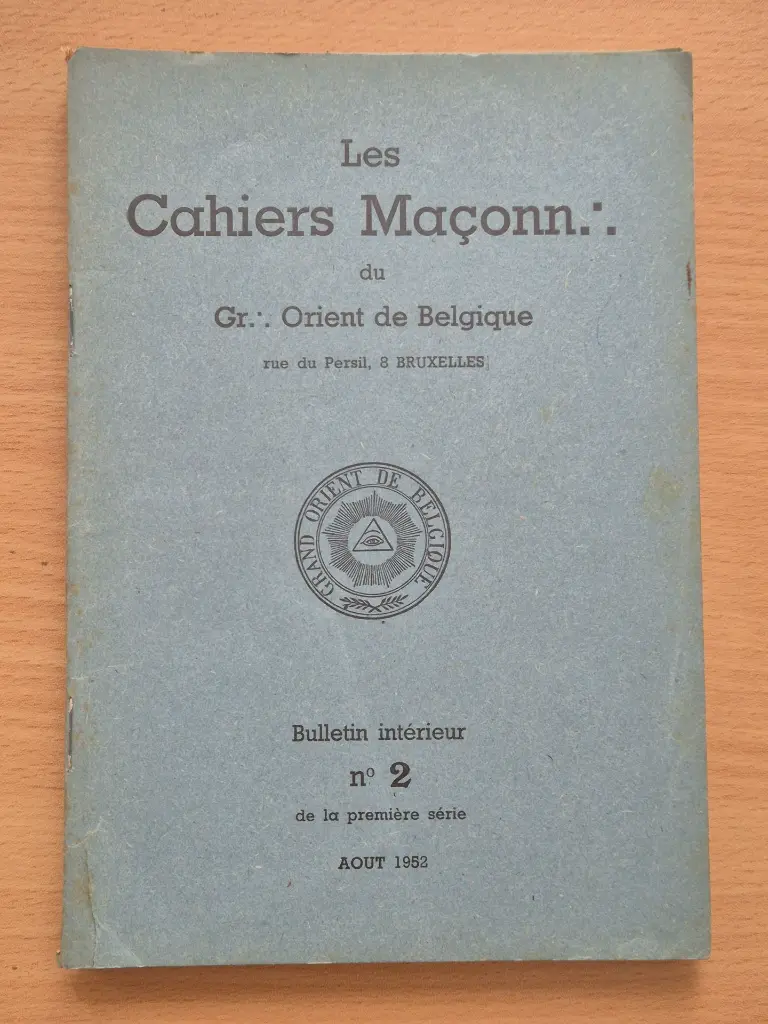 Les
Cahiers Maçonn∴
du
Gr∴ Orient de Belgique
rue du Persil, 8 BRUXELLES
GRAND ORIENT DE BELGIQUE
Bulletin intérieur
nº 2
de la première série
AOUT 1952